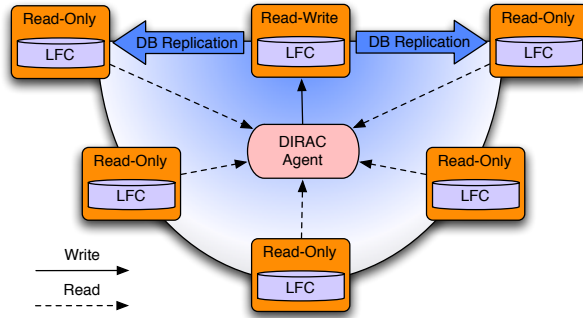 Read-Only
LFC
DB Replication
Read-Write
LFC
DB Replication
Read-Only
LFC
DIRAC
Agent
Read-Only
LFC
Read-Only
LFC
Read-Only
LFC
Write
Read